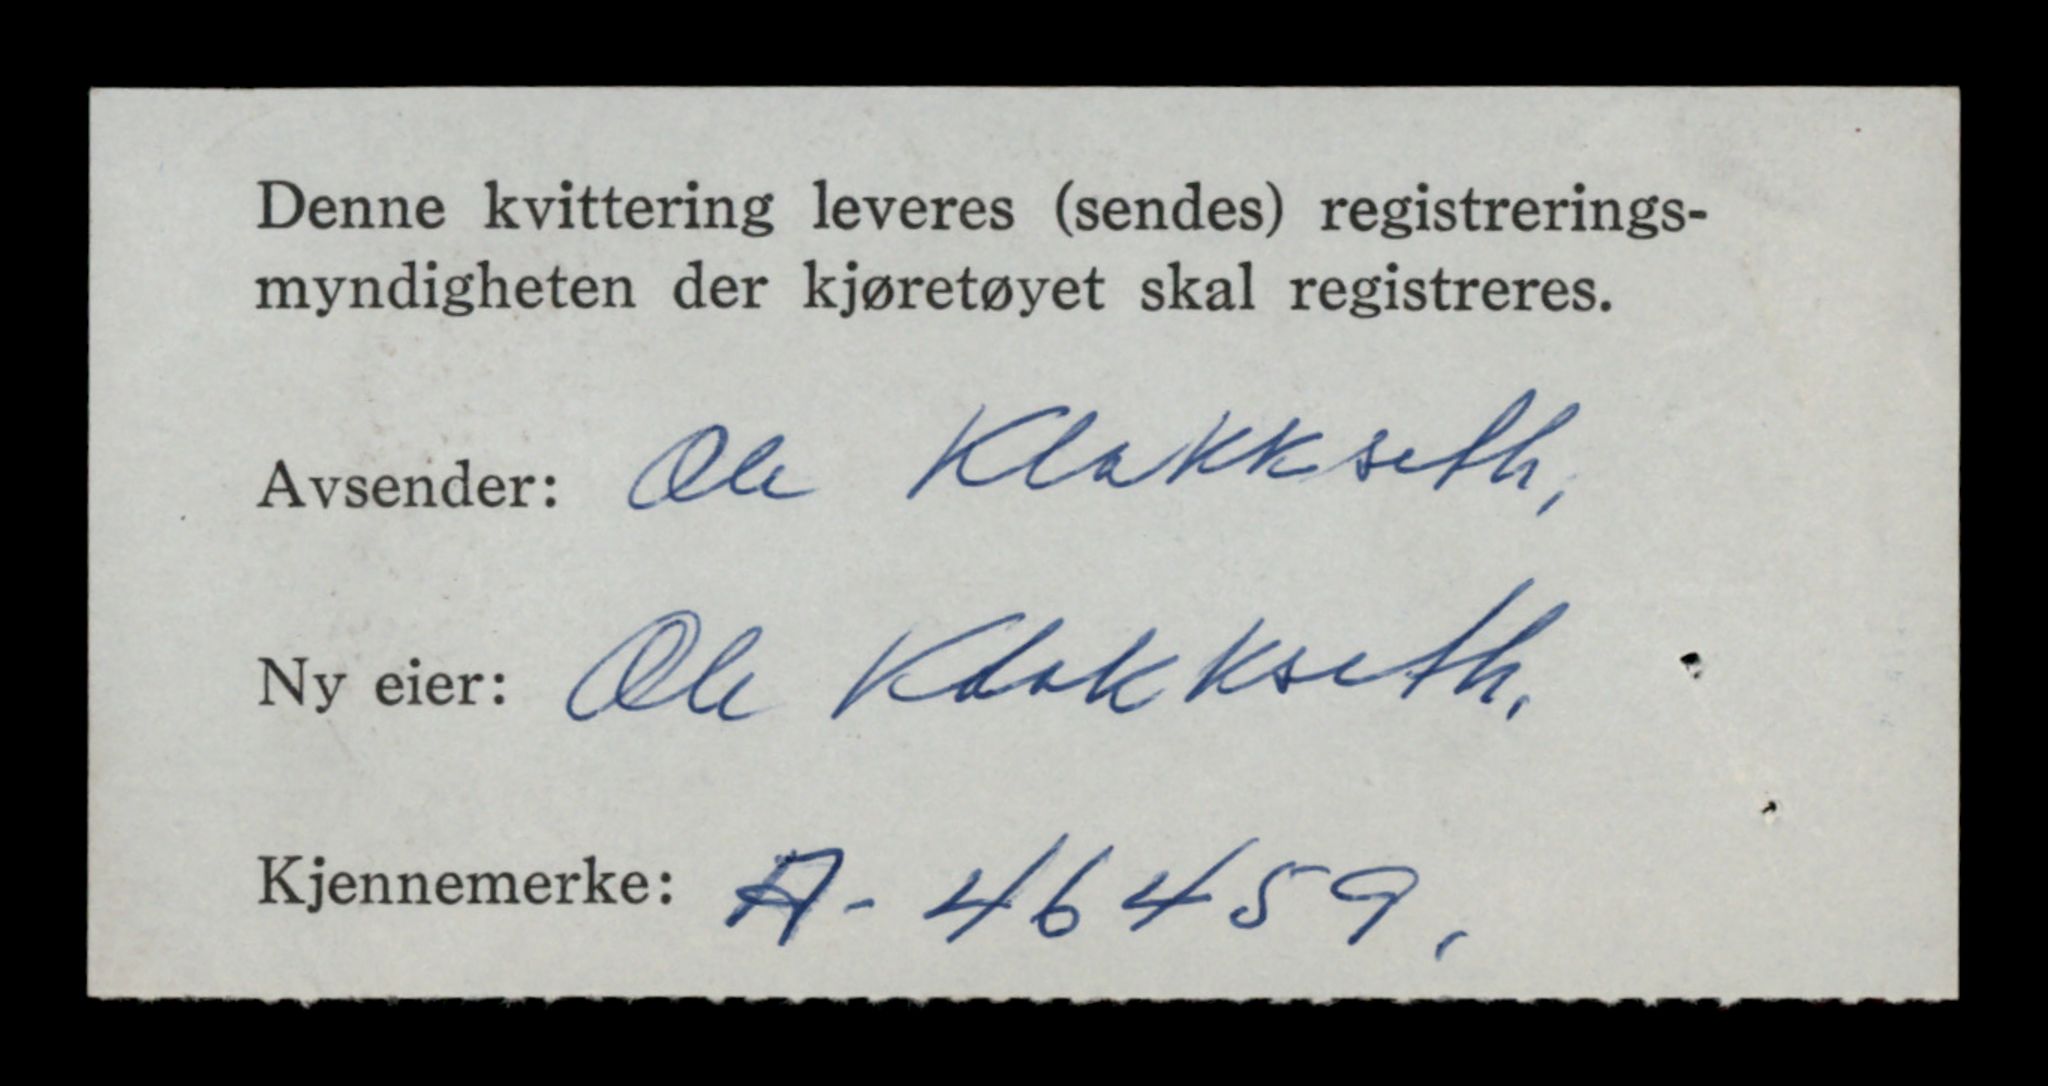 Denne kvittering leveres (sendes) registrerings-
myndigheten der kjøretøyet skal registreres.
Avsender: Ole Klakkseth,
Ny eier: Ole Klakkseth.
Kjennemerke: A-46459.